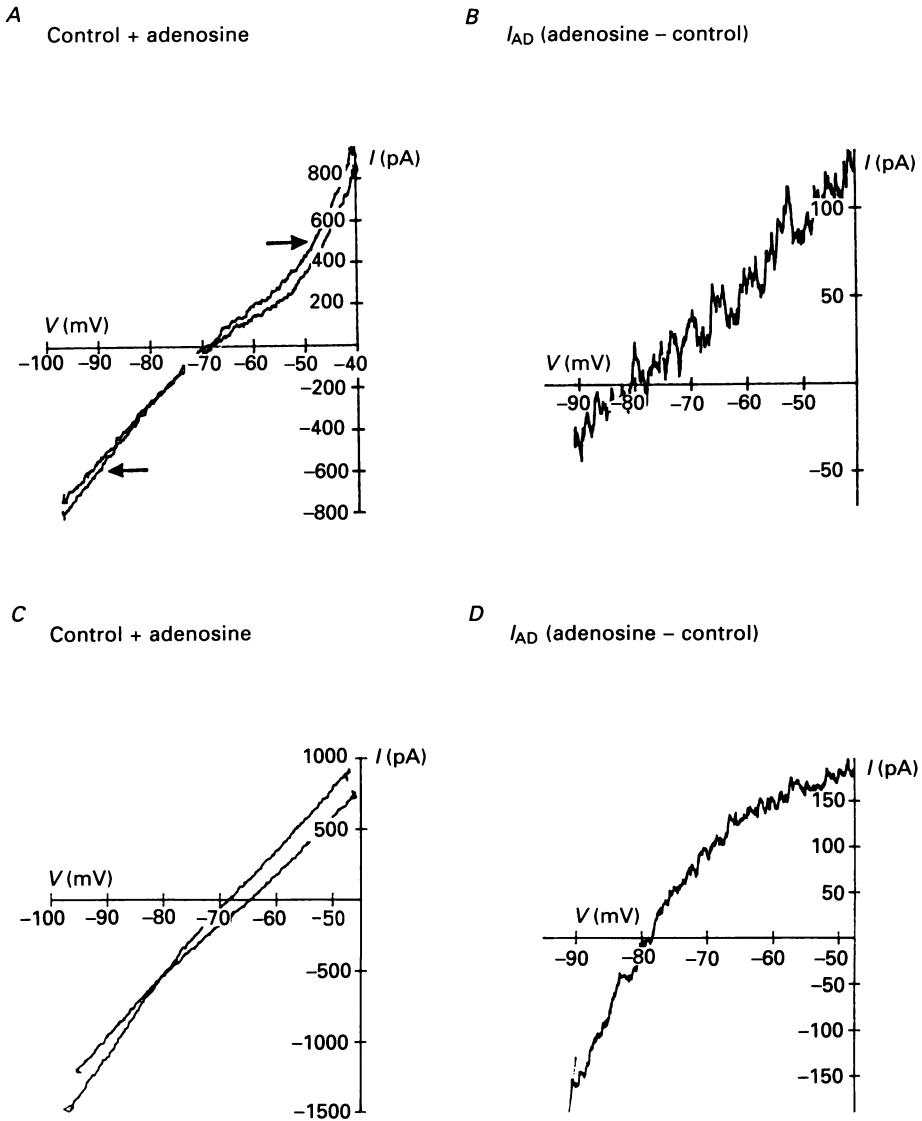 A
Control + adenosine
I (pA)
800
600
400
200
V (mV)
–100 –90 –80 –70 –60 –50 –40
–200
–400
–600
–800
B
IAD (adenosine – control)
I (pA)
100
50
V (mV)
–90 –80 –70 –60 –50
–50
C
Control + adenosine
1000 I (pA)
500
V (mV)
–100 –90 –80 –70 –60 –50
–500
–1000
–1500
D
IAD (adenosine – control)
I (pA)
150
100
50
V (mV)
–90 –80 –70 –60 –50
–50
–100
–150